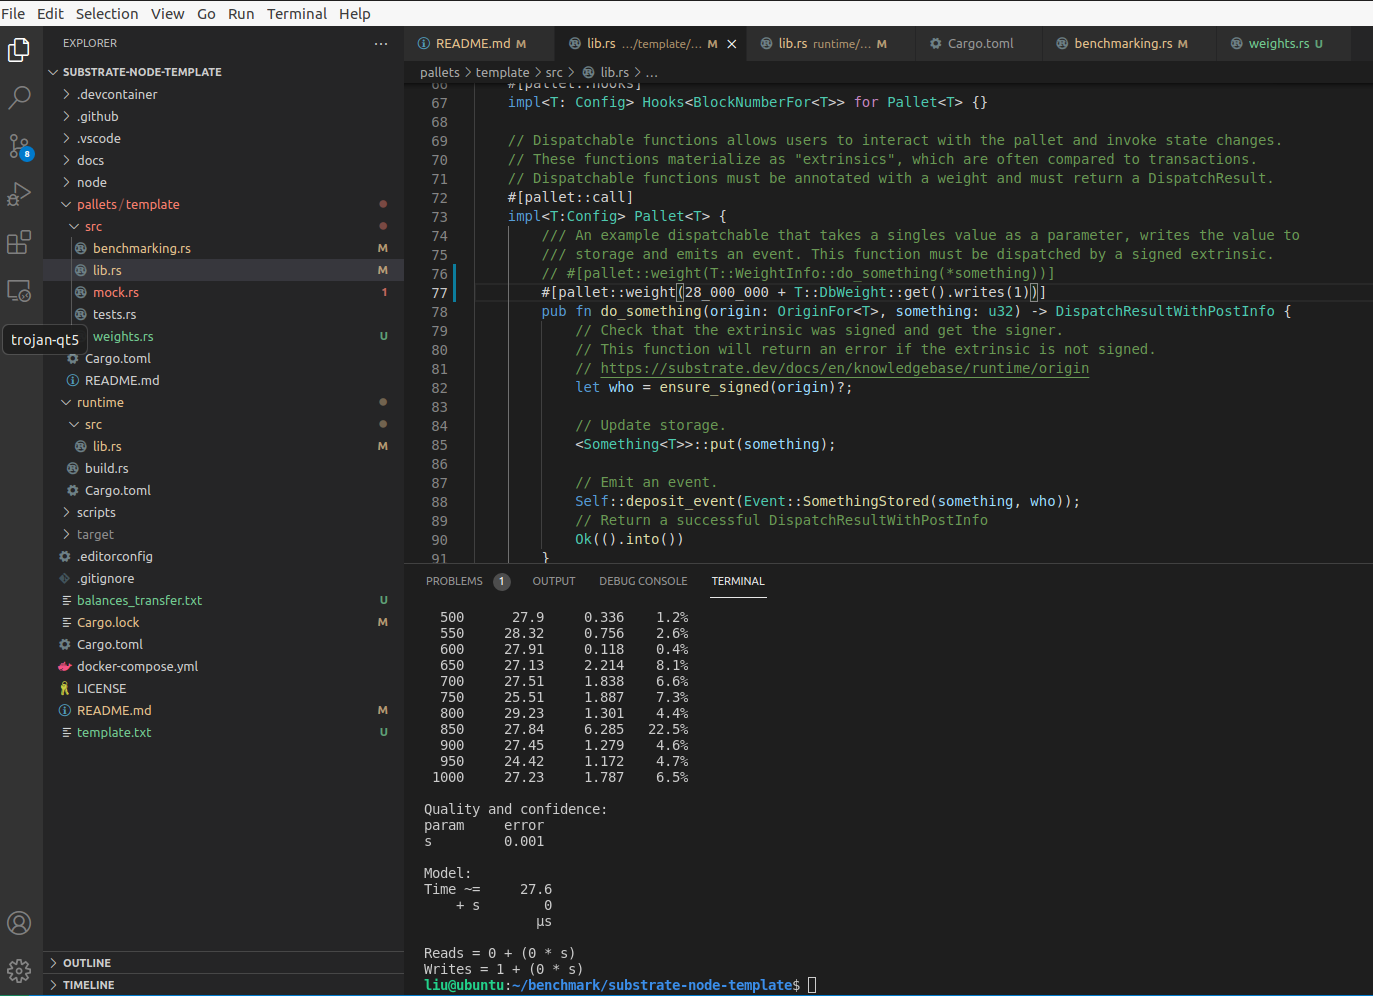 File Edit Selection View Go Run Terminal Help
EXPLORER ...
SUBSTRATE-NODE-TEMPLATE
.devcontainer
.github
.vscode
docs
node
pallets/template
src
benchmarking.rs M
lib.rs M
mock.rs 1
tests.rs
weights.rs U
Cargo.toml
README.md
runtime
src
lib.rs M
build.rs
Cargo.toml
scripts
target
.editorconfig
.gitignore
balances_transfer.txt U
Cargo.lock M
Cargo.toml
docker-compose.yml
LICENSE
README.md M
template.txt U
OUTLINE
TIMELINE
8
trojan-qt5
README.md M
lib.rs .../template/... M
lib.rs runtime/... M
Cargo.toml
benchmarking.rs M
weights.rs U
pallets > template > src > lib.rs > ...
66 #[pallet::hooks]
67 impl<T: Config> Hooks<BlockNumberFor<T>> for Pallet<T> {}
68
69 // Dispatchable functions allows users to interact with the pallet and invoke state changes.
70 // These functions materialize as "extrinsics", which are often compared to transactions.
71 // Dispatchable functions must be annotated with a weight and must return a DispatchResult.
72 #[pallet::call]
73 impl<T:Config> Pallet<T> {
74 /// An example dispatchable that takes a singles value as a parameter, writes the value to
75 /// storage and emits an event. This function must be dispatched by a signed extrinsic.
76 // #[pallet::weight(T::WeightInfo::do_something(*something))]
77 #[pallet::weight(28_000_000 + T::DbWeight::get().writes(1))]
78 pub fn do_something(origin: OriginFor<T>, something: u32) -> DispatchResultWithPostInfo {
79 // Check that the extrinsic was signed and get the signer.
80 // This function will return an error if the extrinsic is not signed.
81 // https://substrate.dev/docs/en/knowledgebase/runtime/origin
82 let who = ensure_signed(origin)?;
83
84 // Update storage.
85 <Something<T>>::put(something);
86
87 // Emit an event.
88 Self::deposit_event(Event::SomethingStored(something, who));
89 // Return a successful DispatchResultWithPostInfo
90 Ok(().into())
91 }
PROBLEMS 1 OUTPUT DEBUG CONSOLE TERMINAL
500 27.9 0.336 1.2%
550 28.32 0.756 2.6%
600 27.91 0.118 0.4%
650 27.13 2.214 8.1%
700 27.51 1.838 6.6%
750 25.51 1.887 7.3%
800 29.23 1.301 4.4%
850 27.84 6.285 22.5%
900 27.45 1.279 4.6%
950 24.42 1.172 4.7%
1000 27.23 1.787 6.5%
Quality and confidence:
param error
s 0.001
Model:
Time ~= 27.6
+ s 0
µs
Reads = 0 + (0 * s)
Writes = 1 + (0 * s)
liu@ubuntu:~/benchmark/substrate-node-template$